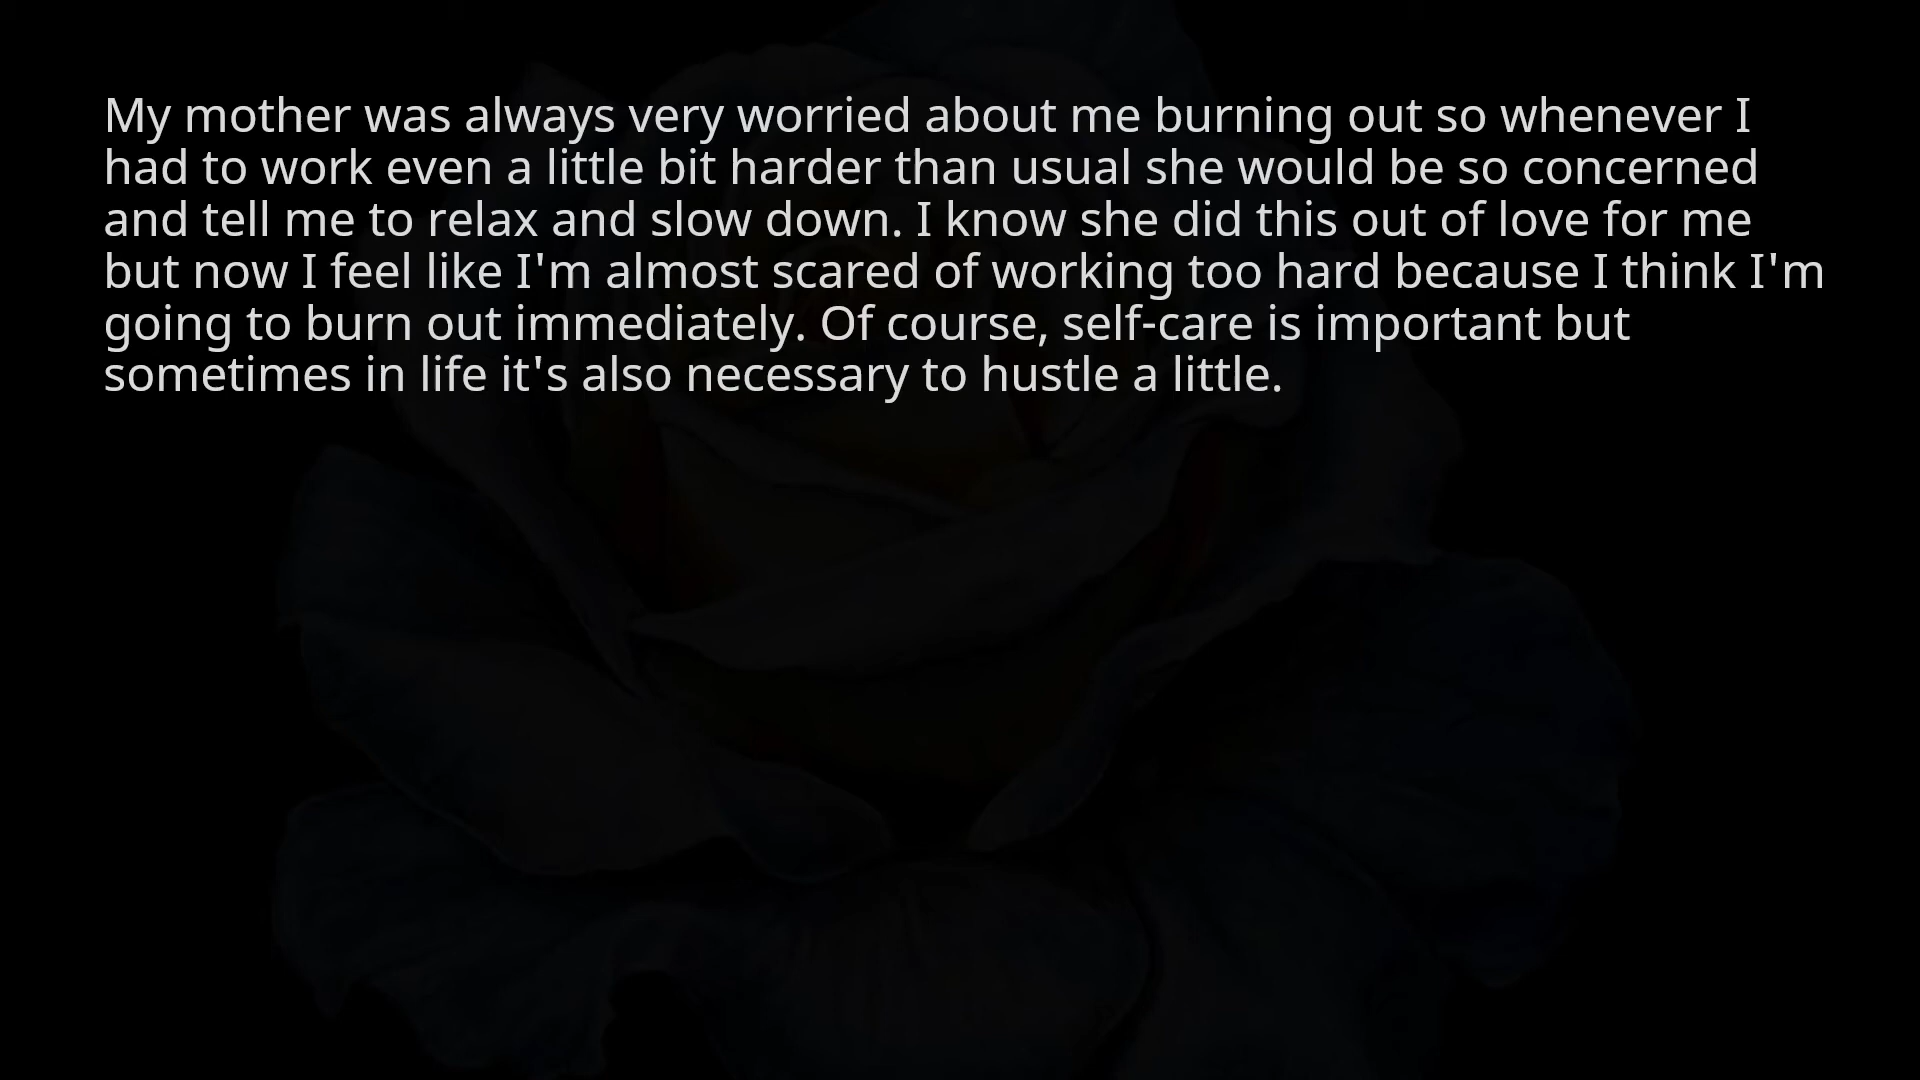 My mother was always very worried about me burning out so whenever I
had to work even a little bit harder than usual she would be so concerned
and tell me to relax and slow down. I know she did this out of love for me
but now I feel like I'm almost scared of working too hard because I think I'm
going to burn out immediately. Of course, self-care is important but
sometimes in life it's also necessary to hustle a little.